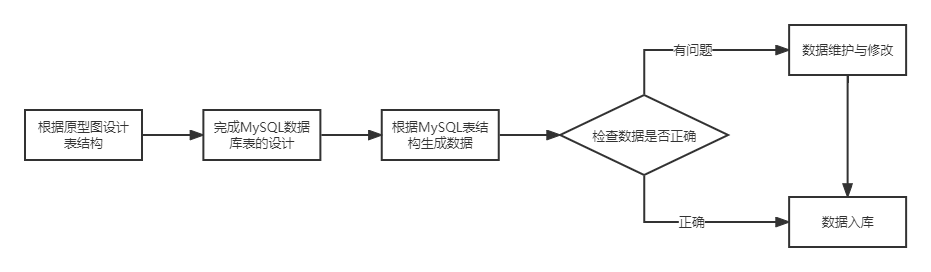 根据原型图设计
表结构
完成MySQL数据
库表的设计
根据MySQL表结
构生成数据
检查数据是否正确
有问题
数据维护与修改
正确
数据入库